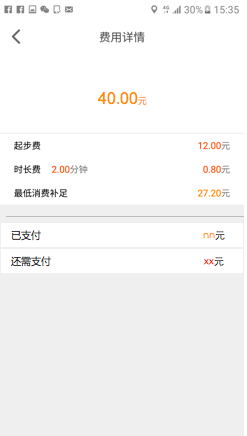 30% 15:35
费用详情
40.00元
起步费 12.00元
时长费 2.00分钟 0.80元
最低消费补足 27.20元
已支付 nn元
还需支付 xx元